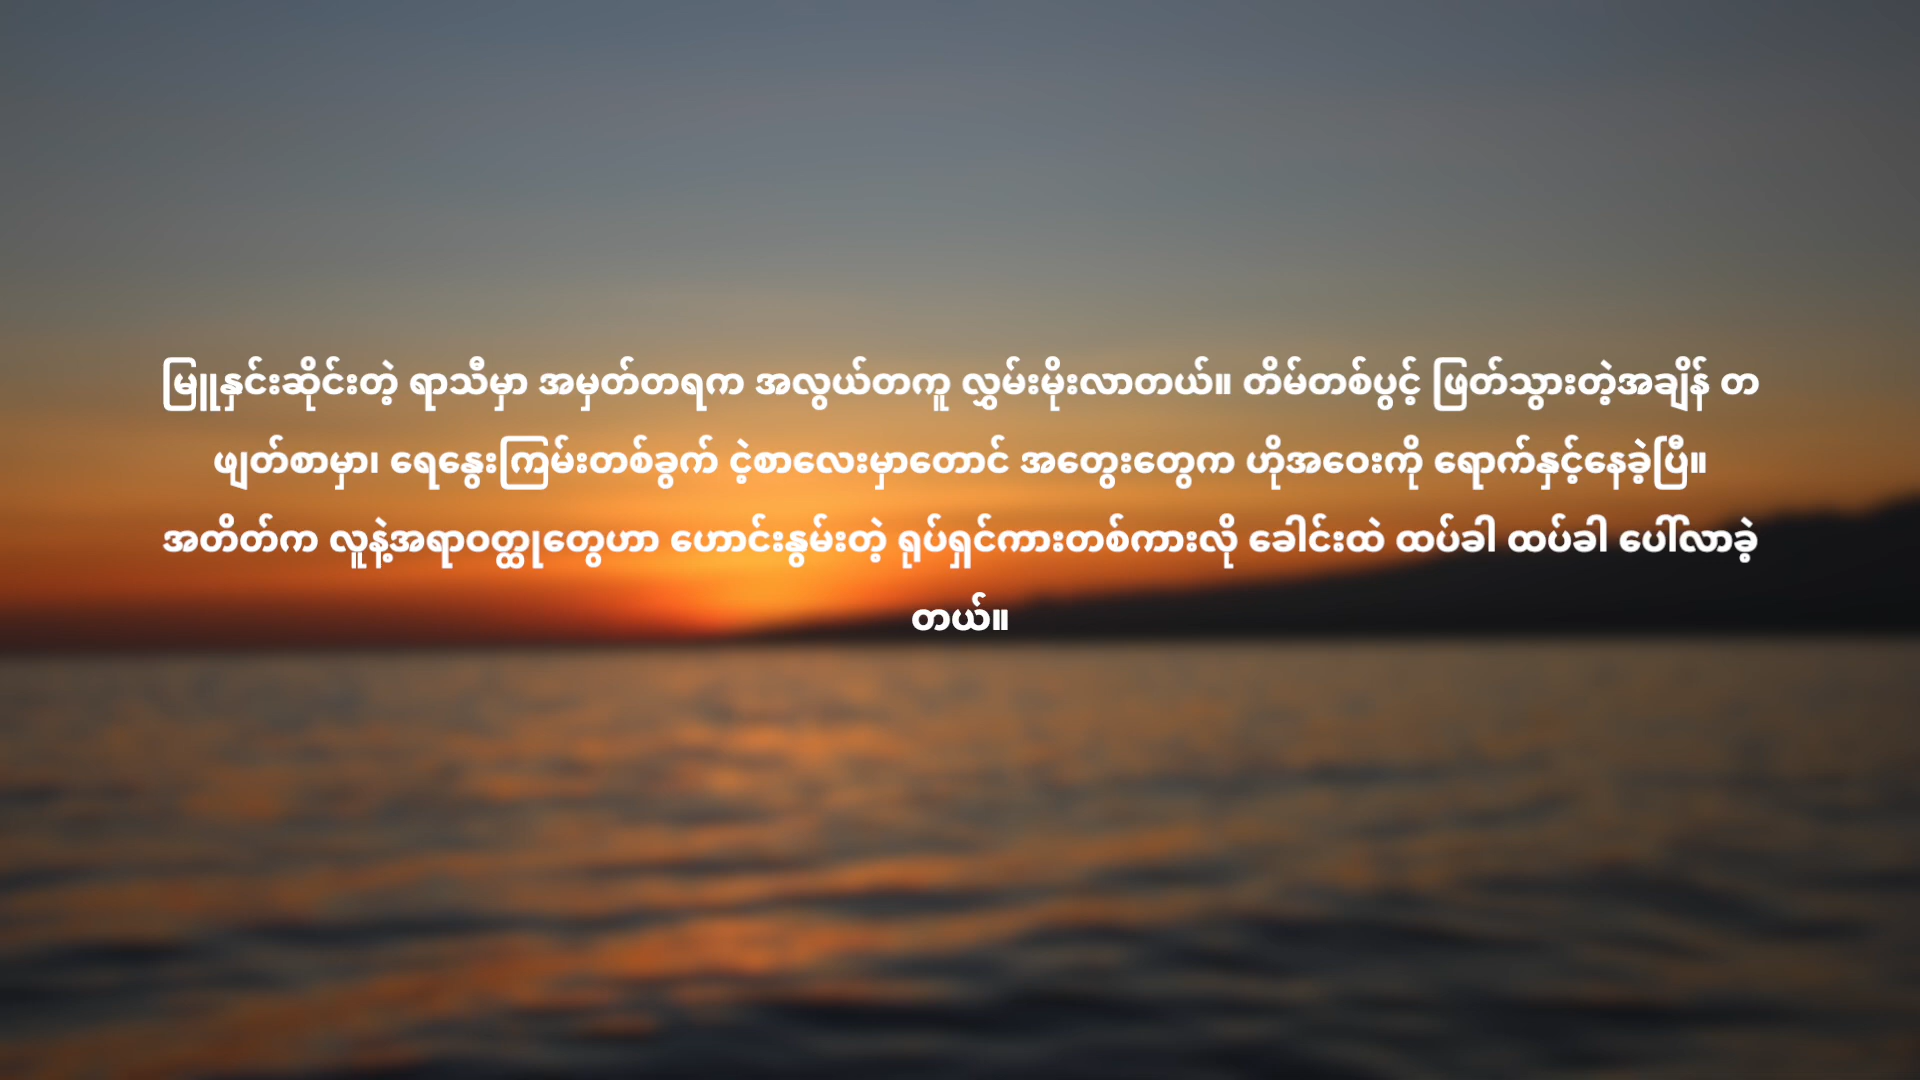 မြူနှင်းဆိုင်းတဲ့ ရာသီမှာ အမှတ်တရက အလွယ်တကူ လွှမ်းမိုးလာတယ်။ တိမ်တစ်ပွင့် ဖြတ်သွားတဲ့အချိန် တ
ဖျတ်စာမှာ၊ ရေနွေးကြမ်းတစ်ခွက် ငဲ့စာလေးမှာတောင် အတွေးတွေက ဟိုအဝေးကို ရောက်နှင့်နေခဲ့ပြီ။
အတိတ်က လူနဲ့အရာဝတ္ထုတွေဟာ ဟောင်းနွမ်းတဲ့ ရုပ်ရှင်ကားတစ်ကားလို ခေါင်းထဲ ထပ်ခါ ထပ်ခါ ပေါ်လာခဲ့
တယ်။